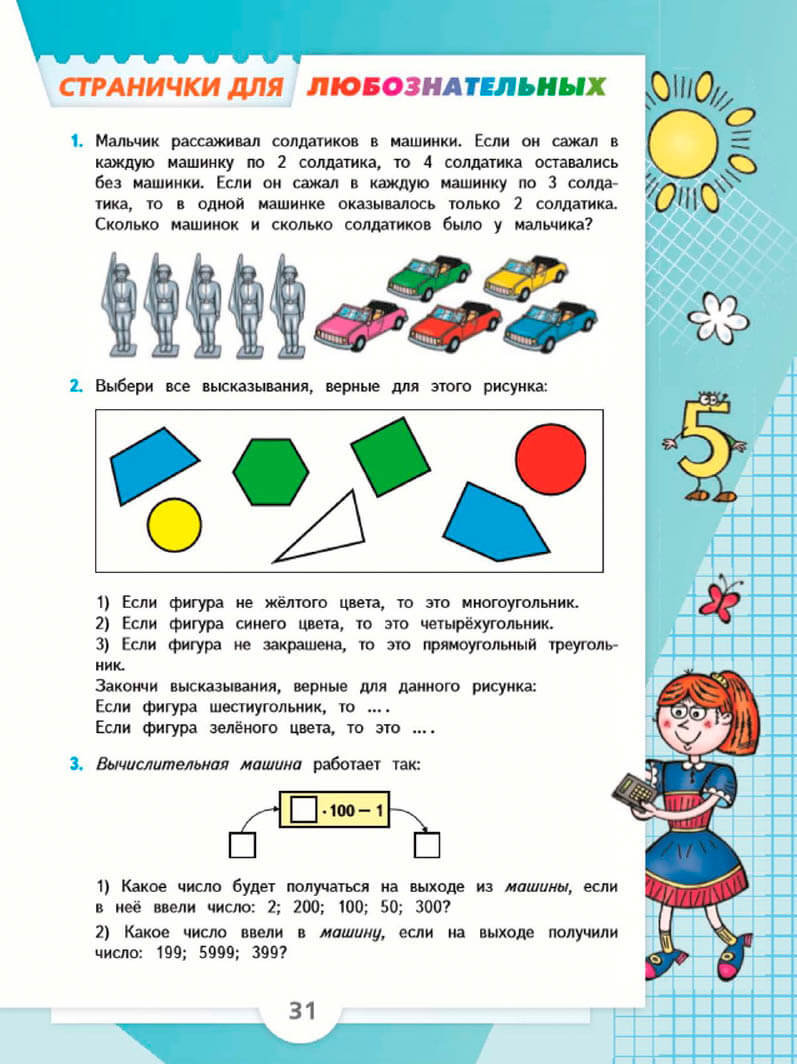 СТРАНИЧКИ ДЛЯ ЛЮБОЗНАТЕЛЬНЫХ
1. Мальчик рассаживал солдатиков в машинки. Если он сажал в
каждую машинку по 2 солдатика, то 4 солдатика оставались
без машинки. Если он сажал в каждую машинку по 3 солда-
тика, то в одной машинке оказывалось только 2 солдатика.
Сколько машинок и сколько солдатиков было у мальчика?
2. Выбери все высказывания, верные для этого рисунка:
5
1) Если фигура не жёлтого цвета, то это многоугольник.
2) Если фигура синего цвета, то это четырёхугольник.
3) Если фигура не закрашена, то это прямоугольный треуголь-
ник.
Закончи высказывания, верные для данного рисунка:
Если фигура шестиугольник, то ... .
Если фигура зелёного цвета, то это ... .
3. Вычислительная машина работает так:
· 100 – 1
1) Какое число будет получаться на выходе из машины, если
в неё ввели число: 2; 200; 100; 50; 300?
2) Какое число ввели в машину, если на выходе получили
число: 199; 5999; 399?
31